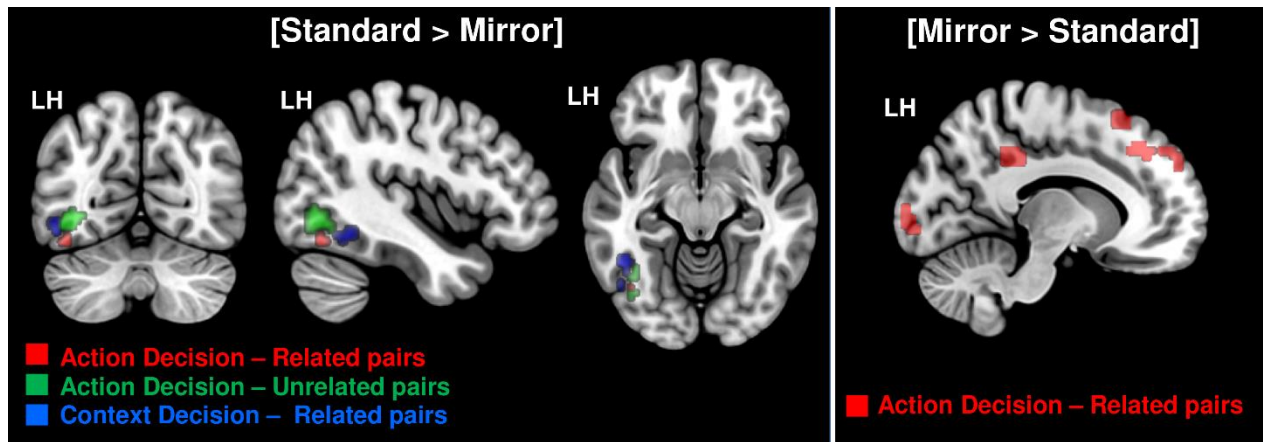 [Standard > Mirror]
LH
LH
LH
Action Decision – Related pairs
Action Decision – Unrelated pairs
Context Decision – Related pairs
[Mirror > Standard]
LH
Action Decision – Related pairs